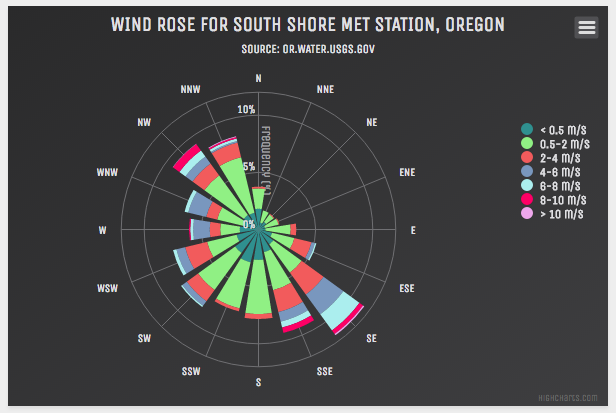 WIND ROSE FOR SOUTH SHORE MET STATION, OREGON
SOURCE: OR.WATER.USGS.GOV
N
NNE
NE
ENE
E
ESE
SE
SSE
S
SSW
SW
WSW
W
WNW
NW
NNW
10%
5%
0%
Frequency (%)
< 0.5 M/S
0.5-2 M/S
2-4 M/S
4-6 M/S
6-8 M/S
8-10 M/S
> 10 M/S
HIGHCHARTS.COM